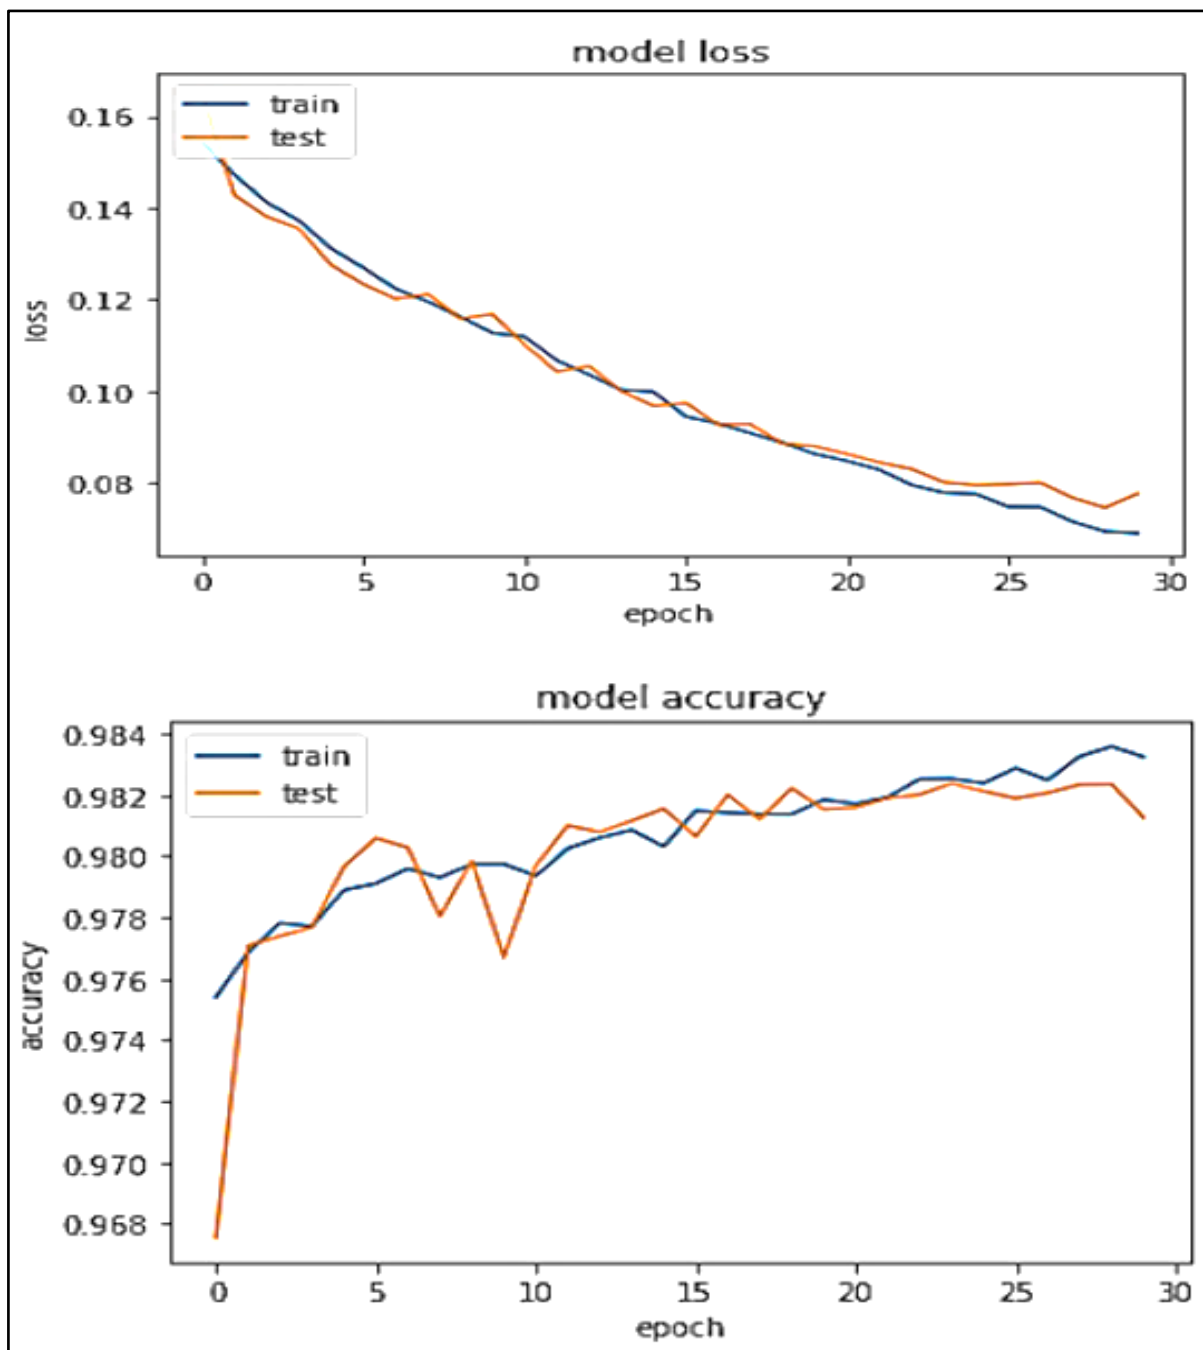 model loss
train
test
0.16
0.14
0.12
0.10
0.08
loss
0 5 10 15 20 25 30
epoch
model accuracy
train
test
0.984
0.982
0.980
0.978
0.976
0.974
0.972
0.970
0.968
accuracy
0 5 10 15 20 25 30
epoch